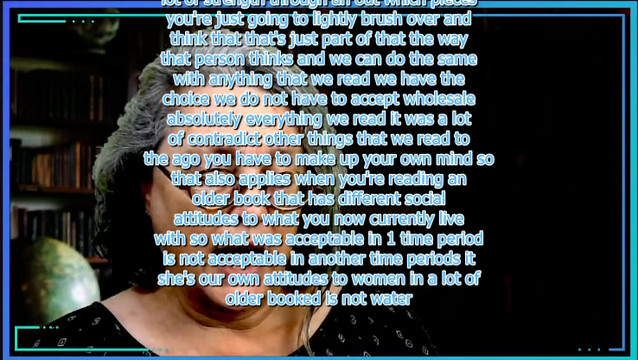 lot of strength through an out which pieces
you're just going to lightly brush over and
think that that's just part of that the way
that person thinks and we can do the same
with anything that we read we have the
choice we do not have to accept wholesale
absolutely everything we read it was a lot
of contradict other things that we read to
the ago you have to make up your own mind so
that also applies when you're reading an
older book that has different social
attitudes to what you now currently live
with so what was acceptable in 1 time period
is not acceptable in another time periods it
she's our own attitudes to women in a lot of
older booked is not water